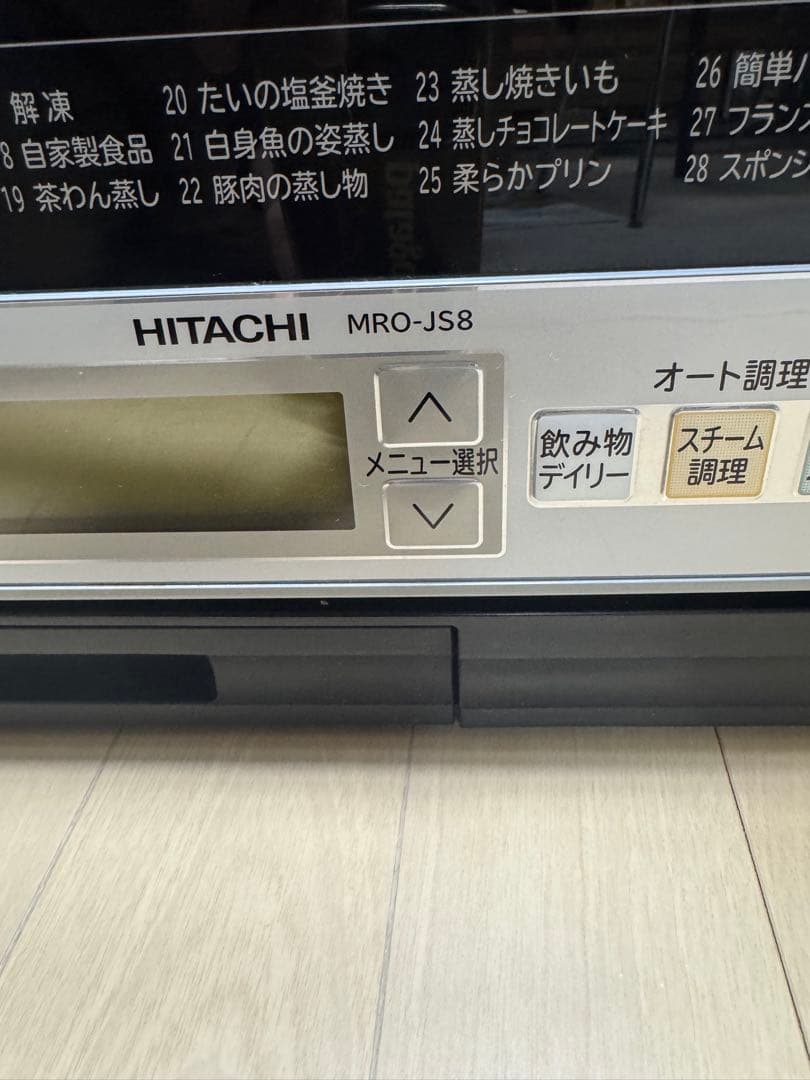 解凍
20 たいの塩釜焼き
23 蒸し焼きいも
26 簡単
8 自家製食品
21 白身魚の姿蒸し
24 蒸しチョコレートケーキ
27 フラン
19 茶わん蒸し
22 豚肉の蒸し物
25 柔らかプリン
28 スポン
HITACHI MRO-JS8
メニュー選択
オート調理
飲み物
デイリー
スチーム
調理